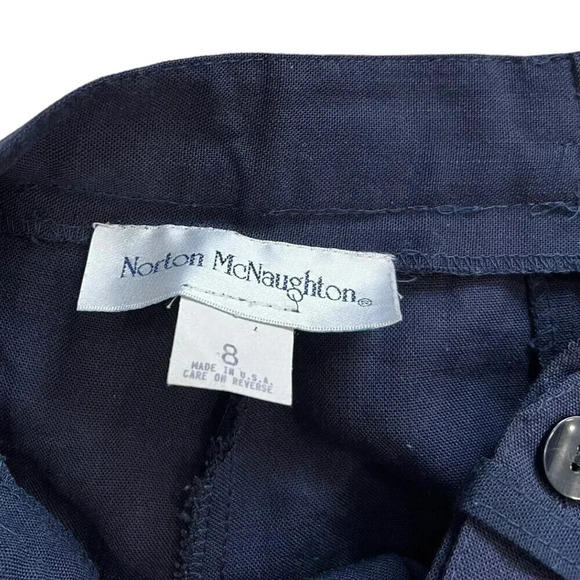 Norton McNaughton®
8
MADE IN U.S.A.
CARE ON REVERSE